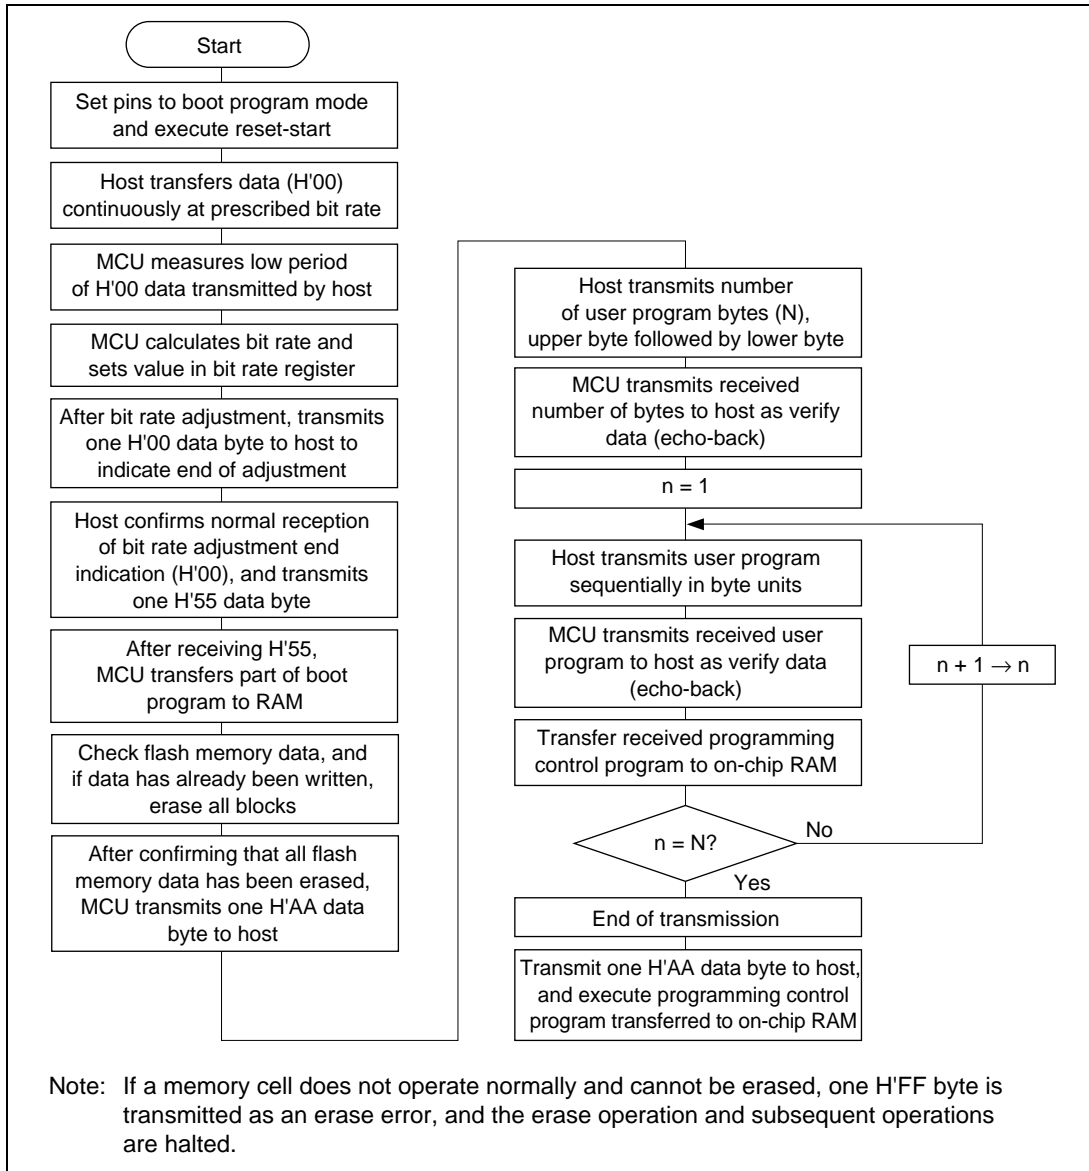 Start
Set pins to boot program mode
and execute reset-start
Host transfers data (H'00)
continuously at prescribed bit rate
MCU measures low period
of H'00 data transmitted by host
MCU calculates bit rate and
sets value in bit rate register
After bit rate adjustment, transmits
one H'00 data byte to host to
indicate end of adjustment
Host confirms normal reception
of bit rate adjustment end
indication (H'00), and transmits
one H'55 data byte
After receiving H'55,
MCU transfers part of boot
program to RAM
Check flash memory data, and
if data has already been written,
erase all blocks
After confirming that all flash
memory data has been erased,
MCU transmits one H'AA data
byte to host
Host transmits number
of user program bytes (N),
upper byte followed by lower byte
MCU transmits received
number of bytes to host as verify
data (echo-back)
n = 1
Host transmits user program
sequentially in byte units
MCU transmits received user
program to host as verify data
(echo-back)
n + 1 → n
Transfer received programming
control program to on-chip RAM
n = N?
No
Yes
End of transmission
Transmit one H'AA data byte to host,
and execute programming control
program transferred to on-chip RAM
Note: If a memory cell does not operate normally and cannot be erased, one H'FF byte is
transmitted as an erase error, and the erase operation and subsequent operations
are halted.